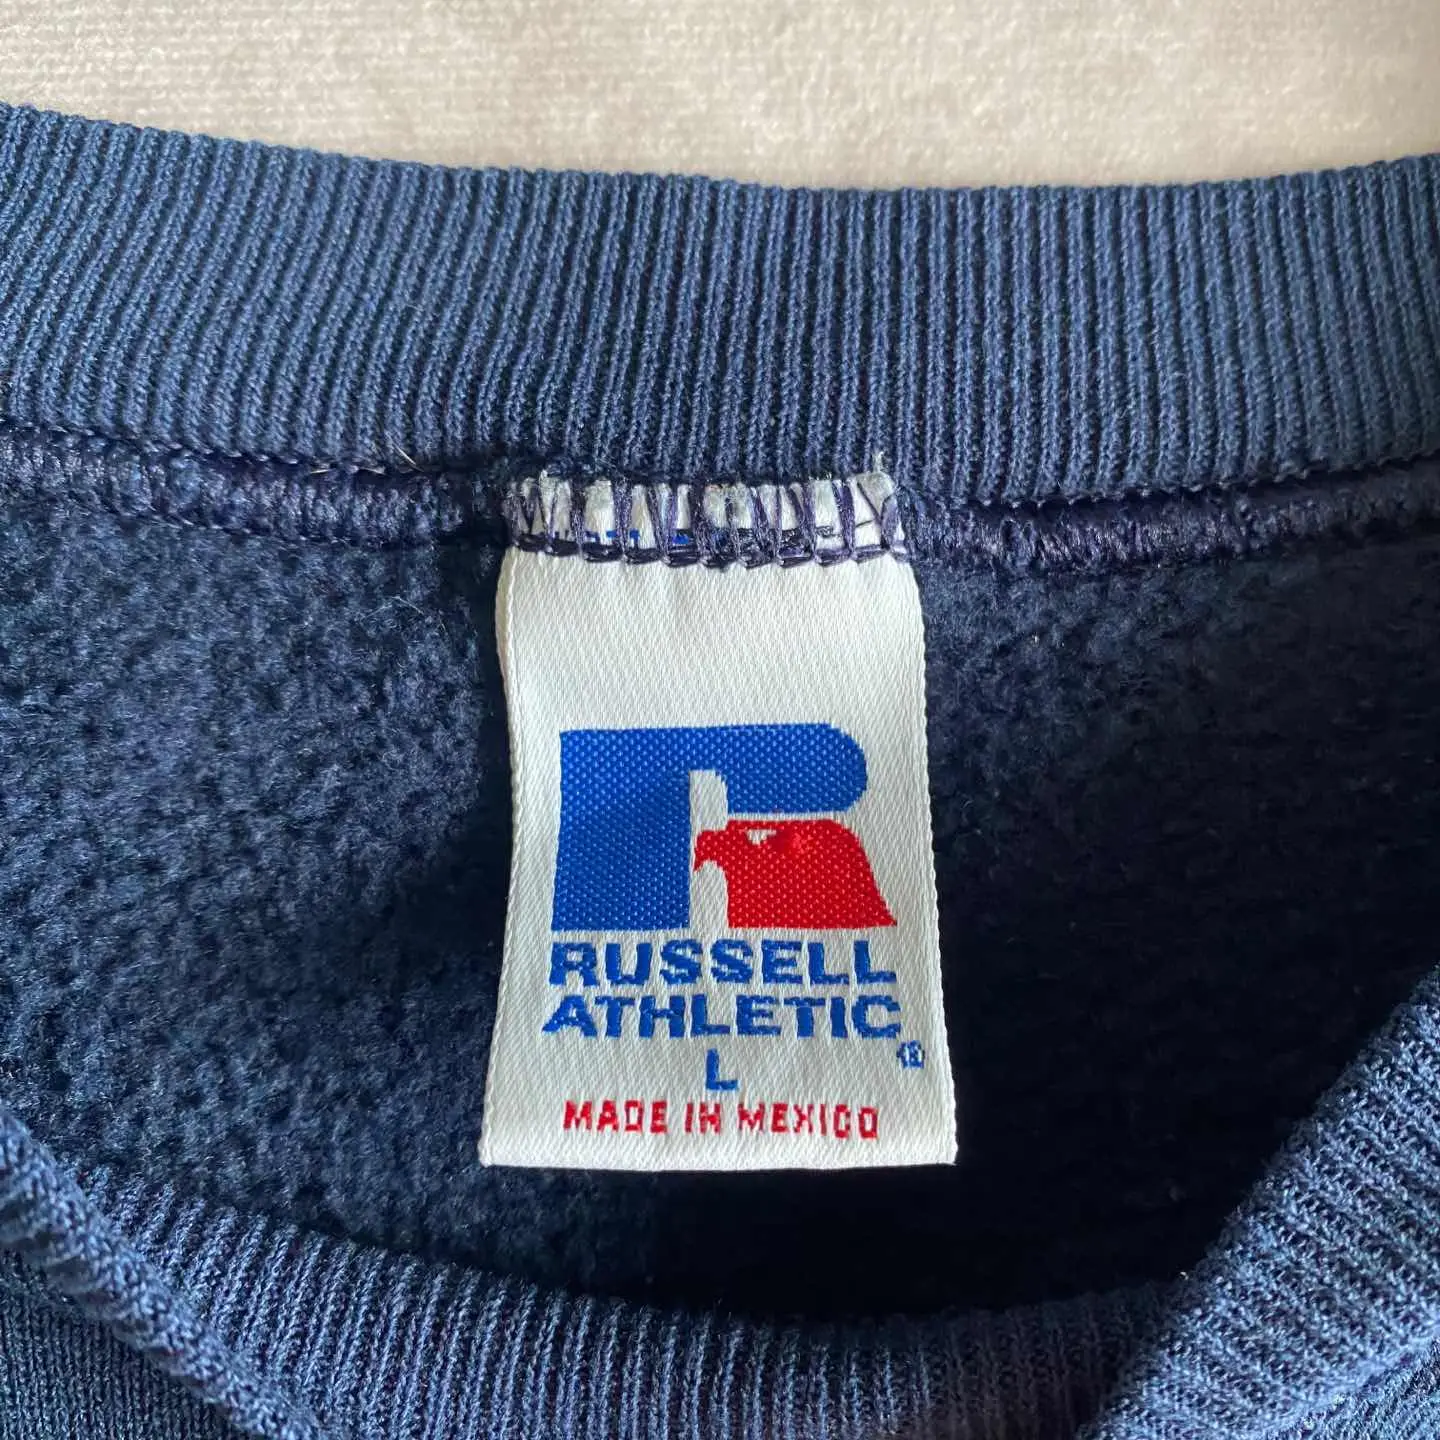 RUSSELL
ATHLETIC
®
L
MADE IN MEXICO